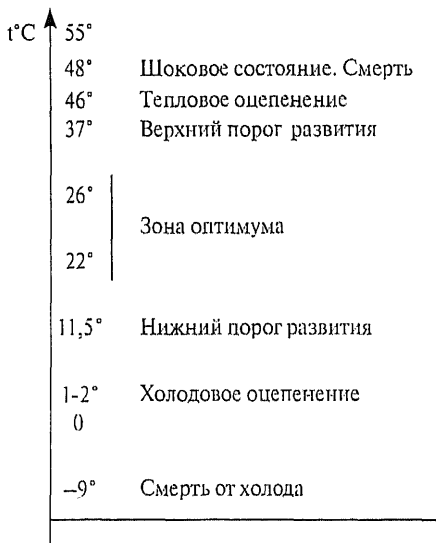 t°C 55°
48° Шоковое состояние. Смерть
46° Тепловое оцепенение
37° Верхний порог развития
26°
Зона оптимума
22°
11,5° Нижний порог развития
1-2° Холодовое оцепенение
0
–9° Смерть от холода